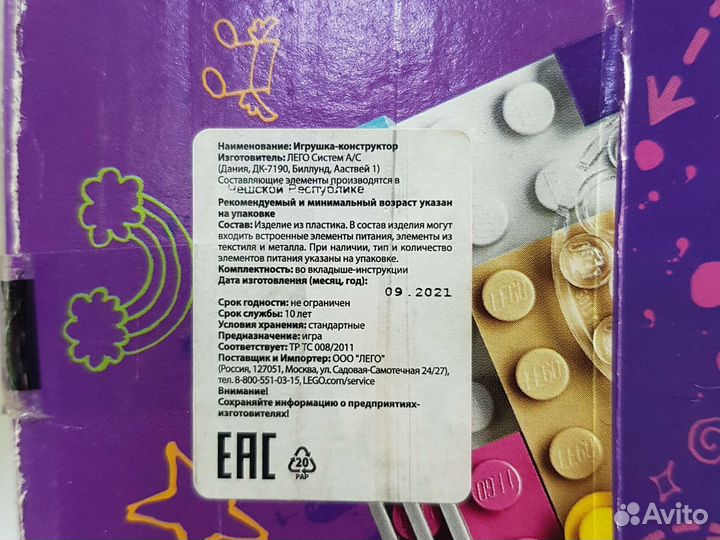 Наименование: Игрушка-конструктор
Изготовитель: ЛЕГО Систем А/С
(Дания, ДК-7190, Биллунд,Ааствей 1)
Составляющие элементы производятся в
Чешской Республике
Рекомендуемый и минимальный возраст указан
на упаковке
Состав: Изделие из пластика. В состав изделия могут
входить встроенные элементы питания, элементы из
текстиля и металла. При наличии, тип и количество
элементов питания указаны на упаковке.
Комплектность: во вкладыше-инструкции
Дата изготовления (месяц, год):
09.2021
Срок годности: не ограничен
Срок службы: 10 лет
Условия хранения: стандартные
Предназначение: игра
Соответствует: ТР ТС 008/2011
Поставщик и Импортер: ООО "ЛЕГО"
(Россия, 127051, Москва, ул. Садовая-Самотечная 24/27),
тел. 8-800-551-03-15, LEGO.com/service
Внимание!
Сохраняйте информацию о предприятиях-
изготовителях!
EAC
20
PAP
LEGO
LEGO
LEGO
Avito